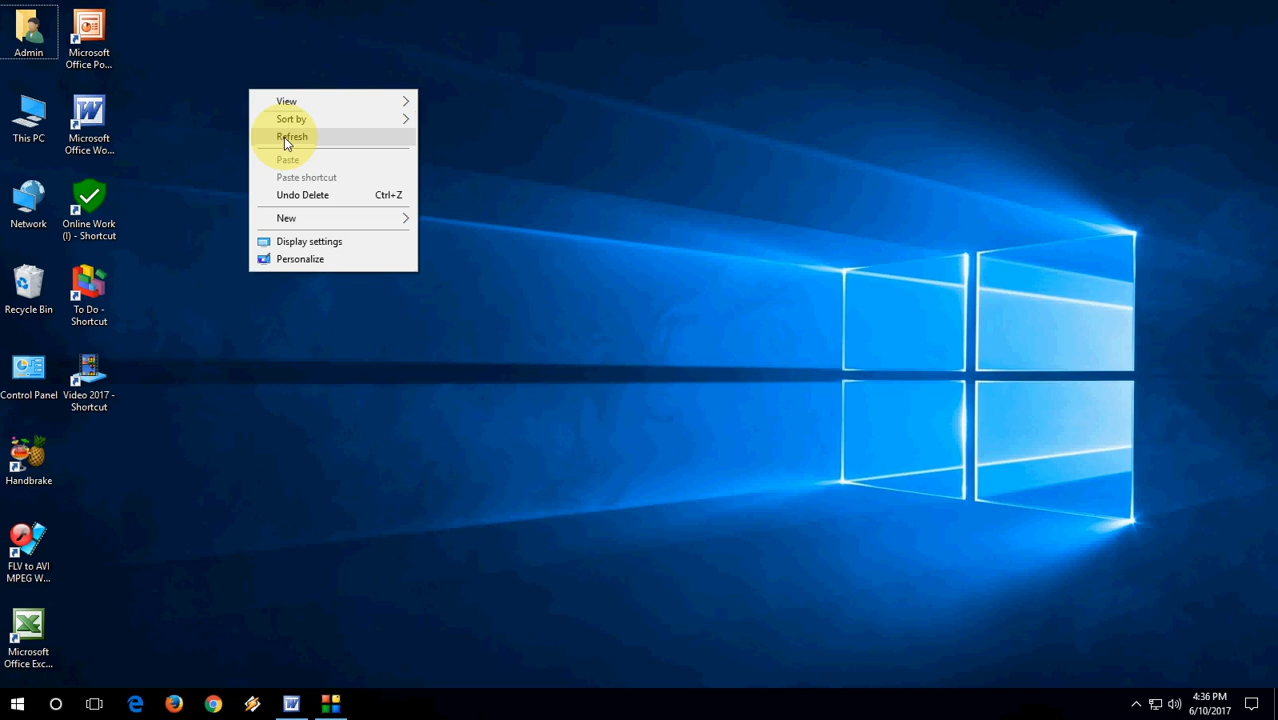 Admin
Microsoft
Office Po...
This PC
Microsoft
Office Wo...
Network
Online Work
(I) - Shortcut
Recycle Bin
To Do -
Shortcut
Control Panel
Video 2017 -
Shortcut
Handbrake
FLV to AVI
MPEG W...
Microsoft
Office Exc...
View
Sort by
Refresh
Paste
Paste shortcut
Undo Delete Ctrl+Z
New
Display settings
Personalize
4:36 PM
6/10/2017